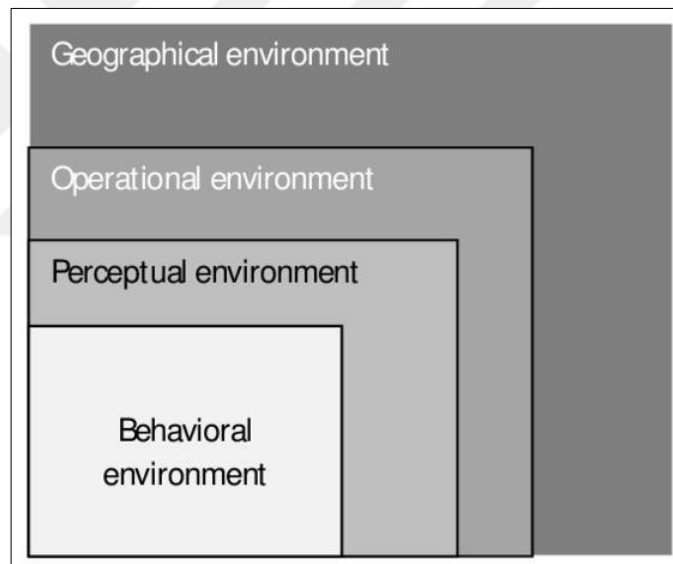 Geographical environment
Operational environment
Perceptual environment
Behavioral
environment